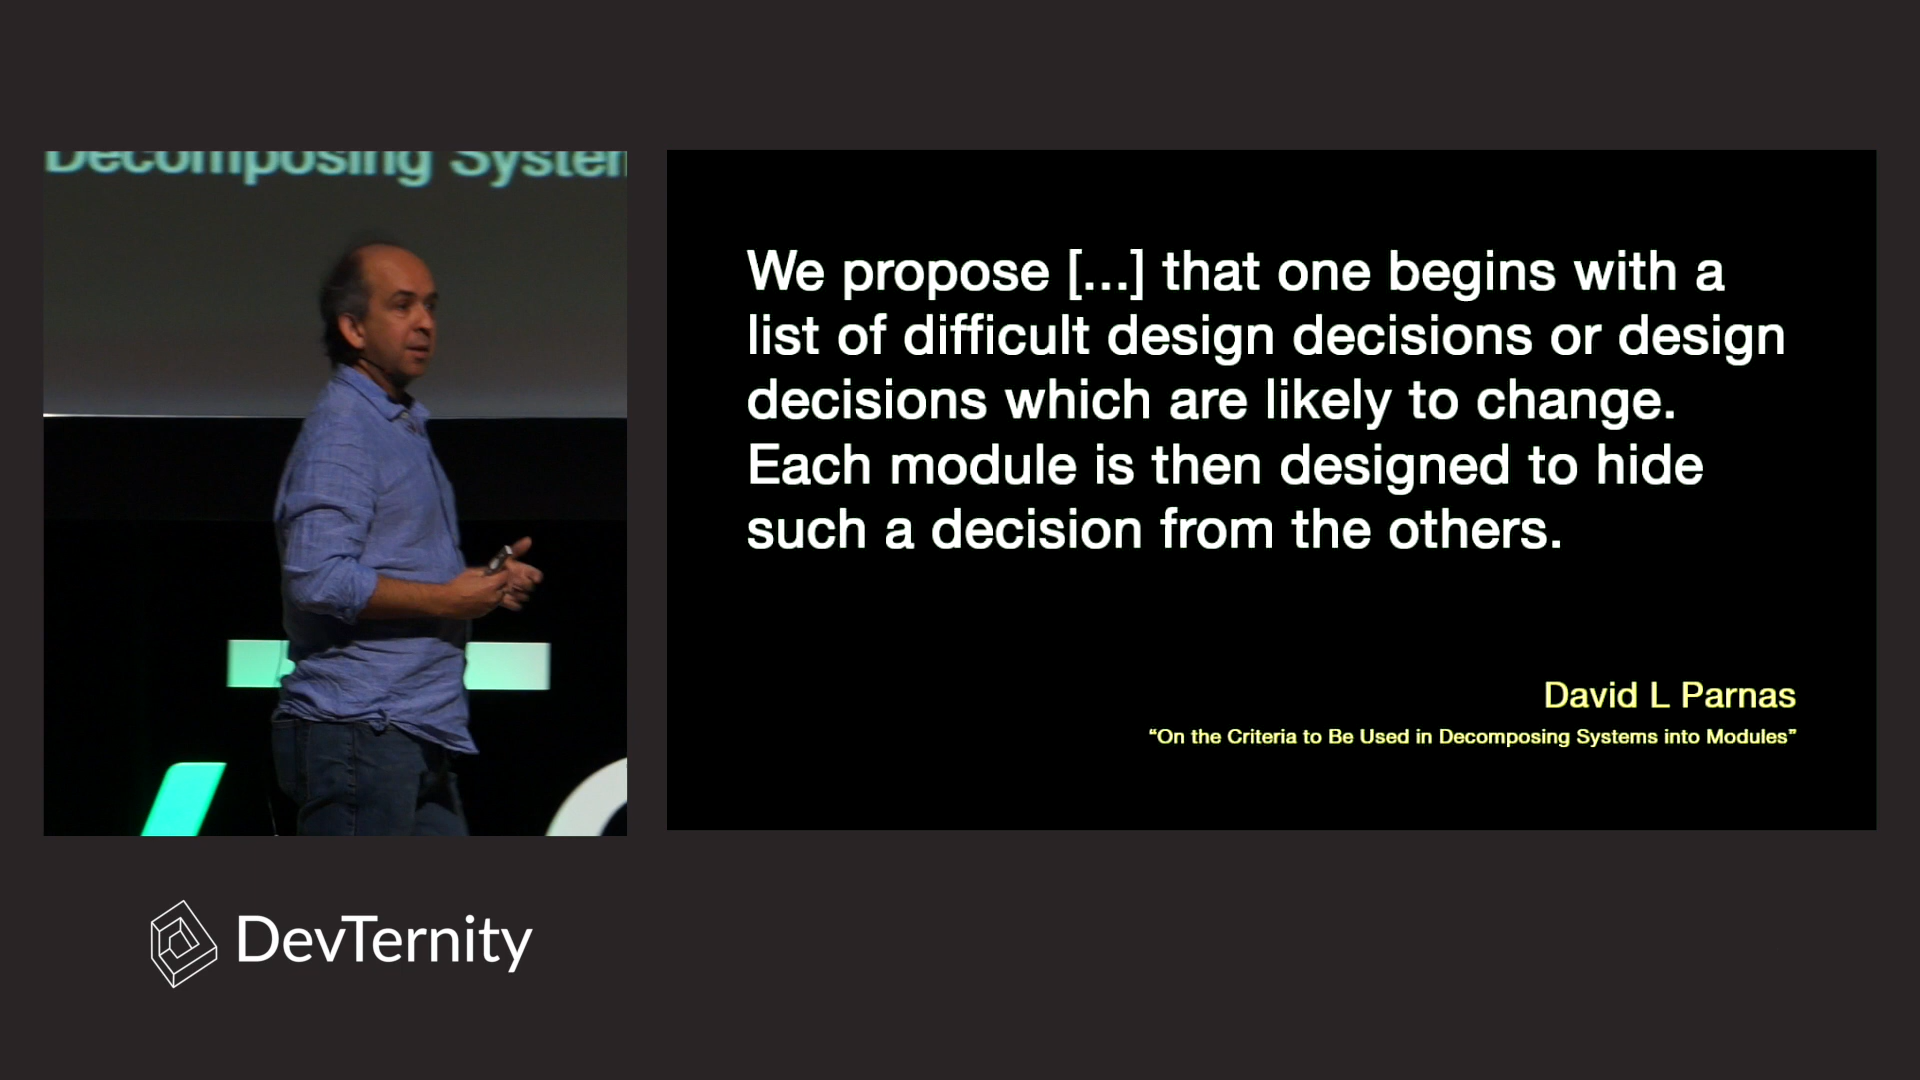 Decomposing System
We propose [...] that one begins with a
list of difficult design decisions or design
decisions which are likely to change.
Each module is then designed to hide
such a decision from the others.
David L Parnas
“On the Criteria to Be Used in Decomposing Systems into Modules”
DevTernity